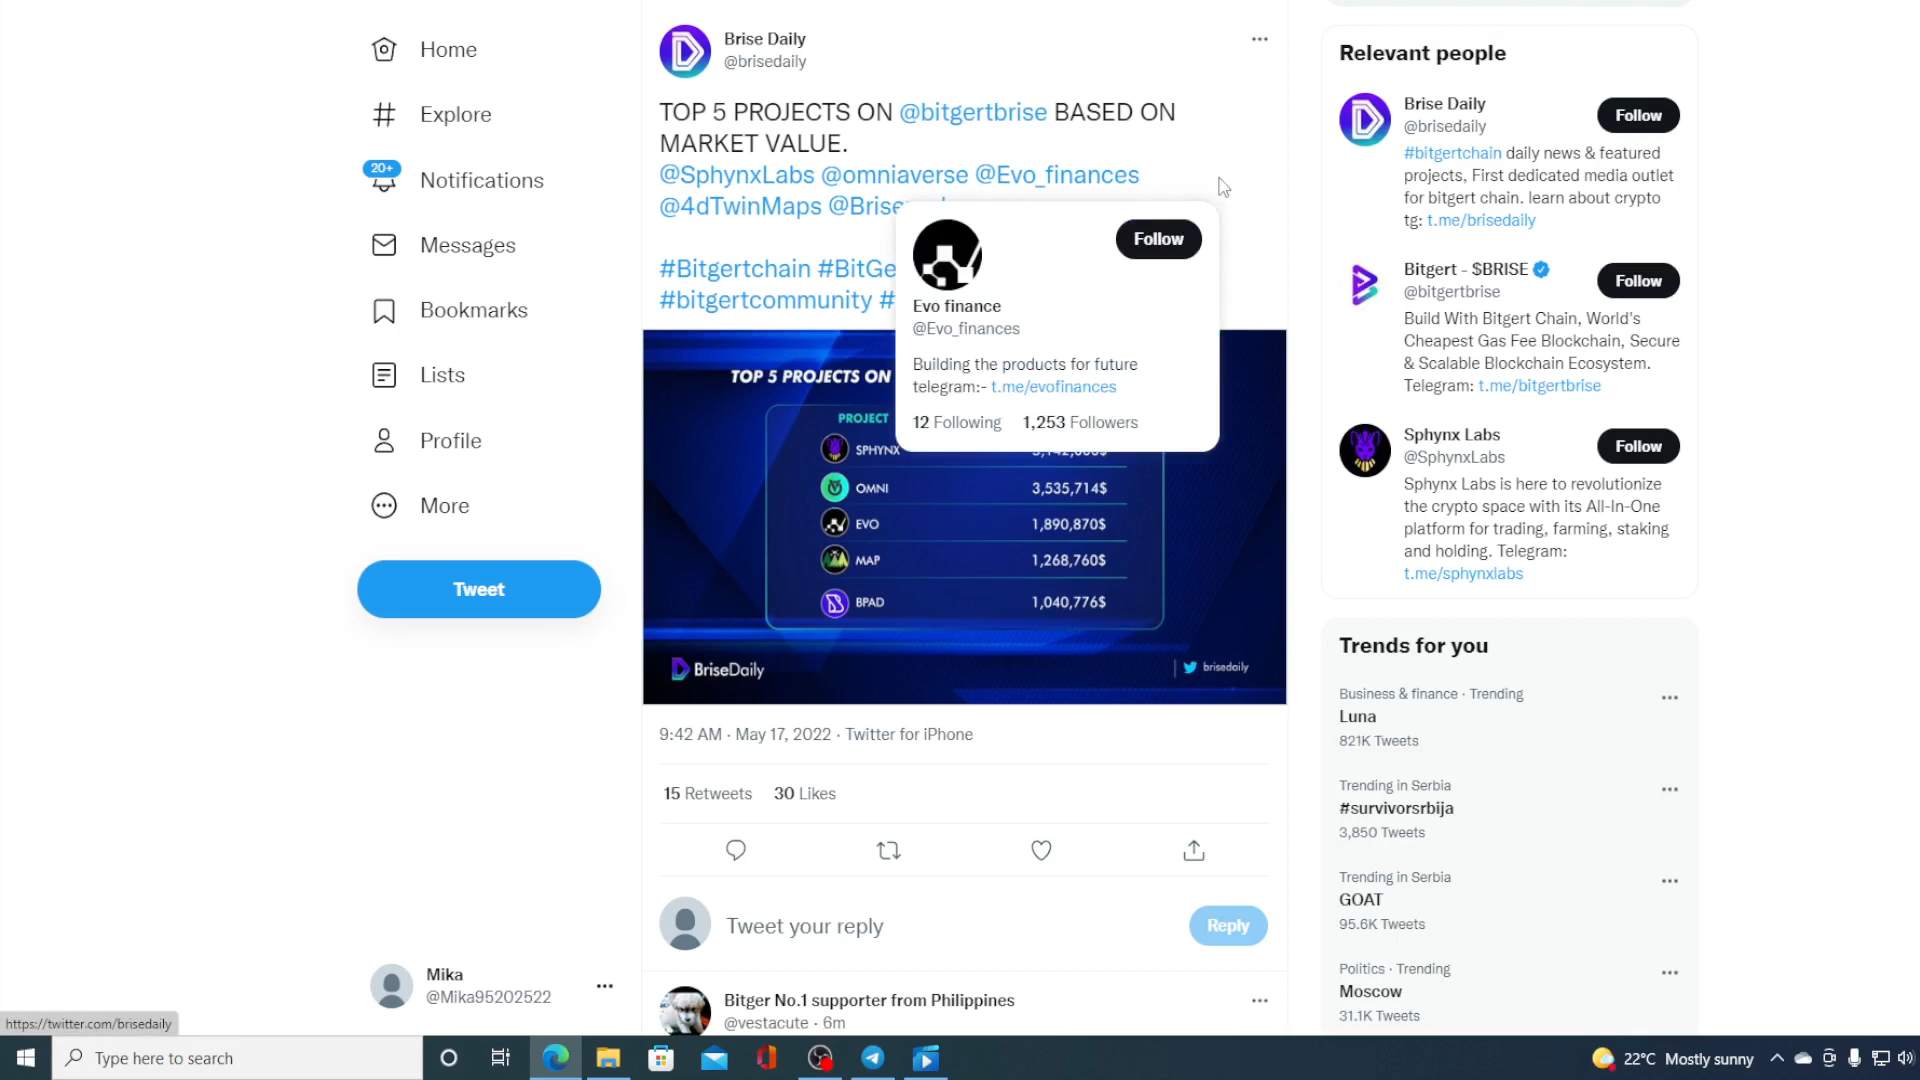 Home
Explore
20+
Notifications
Messages
Bookmarks
Lists
Profile
More
Tweet
Mika
@Mika95202522
https://twitter.com/brisedaily
Brise Daily
@brisedaily
TOP 5 PROJECTS ON @bitgertbrise BASED ON
MARKET VALUE.
@SphynxLabs @omniaverse @Evo_finances
@4dTwinMaps
#Bitgertchain
#bitgertcommunity
Follow
Evo finance
@Evo_finances
Building the products for future
telegram:- t.me/evofinances
12 Following 1,253 Followers
TOP 5 PROJECTS ON
PROJECT
SPHYNX
OMNI 3,535,714$
EVO 1,890,870$
MAP 1,268,760$
BPAD 1,040,776$
BriseDaily
brisedaily
9:42 AM · May 17, 2022 · Twitter for iPhone
15 Retweets 30 Likes
Tweet your reply
Reply
Bitger No.1 supporter from Philippines
@vestacute · 6m
Relevant people
Brise Daily
@brisedaily
Follow
#bitgertchain daily news & featured
projects, First dedicated media outlet
for bitgert chain. learn about crypto
tg: t.me/brisedaily
Bitgert - $BRISE
@bitgertbrise
Follow
Build With Bitgert Chain, World's
Cheapest Gas Fee Blockchain, Secure
& Scalable Blockchain Ecosystem.
Telegram: t.me/bitgertbrise
Sphynx Labs
@SphynxLabs
Follow
Sphynx Labs is here to revolutionize
the crypto space with its All-In-One
platform for trading, farming, staking
and holding. Telegram:
t.me/sphynxlabs
Trends for you
Business & finance · Trending
Luna
821K Tweets
Trending in Serbia
#survivorsrbija
3,850 Tweets
Trending in Serbia
GOAT
95.6K Tweets
Politics · Trending
Moscow
31.1K Tweets
Type here to search
22°C Mostly sunny